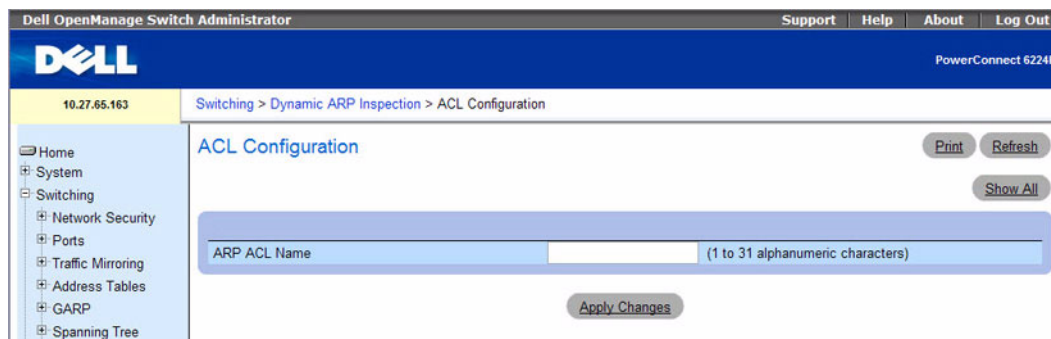 Dell OpenManage Switch Administrator
Support Help About Log Out
DELL
PowerConnect 6224
10.27.65.163
Switching > Dynamic ARP Inspection > ACL Configuration
ACL Configuration
Print Refresh
Show All
Home
System
Switching
Network Security
Ports
Traffic Mirroring
Address Tables
GARP
Spanning Tree
ARP ACL Name (1 to 31 alphanumeric characters)
Apply Changes